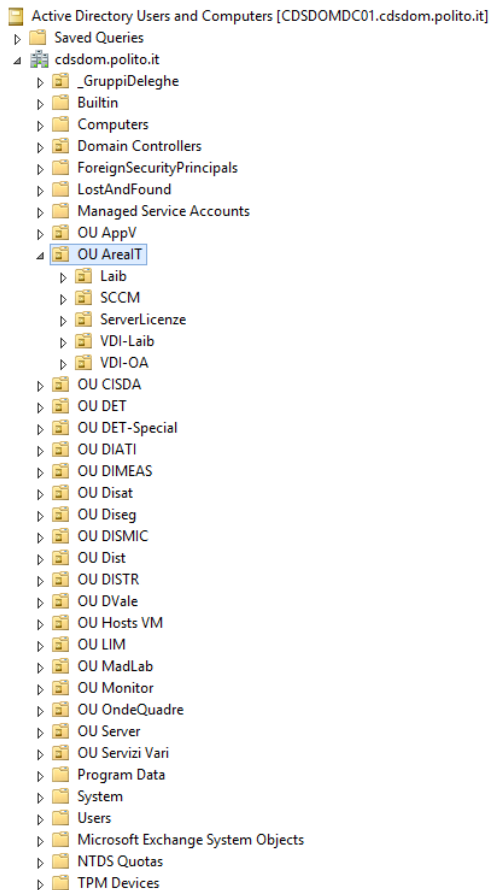 Active Directory Users and Computers [CDSDOMDC01.cdsdom.polito.it]
Saved Queries
cdsdom.polito.it
_GruppiDeleghe
Builtin
Computers
Domain Controllers
ForeignSecurityPrincipals
LostAndFound
Managed Service Accounts
OU AppV
OU AreaIT
Laib
SCCM
ServerLicenze
VDI-Laib
VDI-OA
OU CISDA
OU DET
OU DET-Special
OU DIATI
OU DIMEAS
OU Disat
OU Diseg
OU DISMIC
OU Dist
OU DISTR
OU DVale
OU Hosts VM
OU LIM
OU MadLab
OU Monitor
OU OndeQuadre
OU Server
OU Servizi Vari
Program Data
System
Users
Microsoft Exchange System Objects
NTDS Quotas
TPM Devices